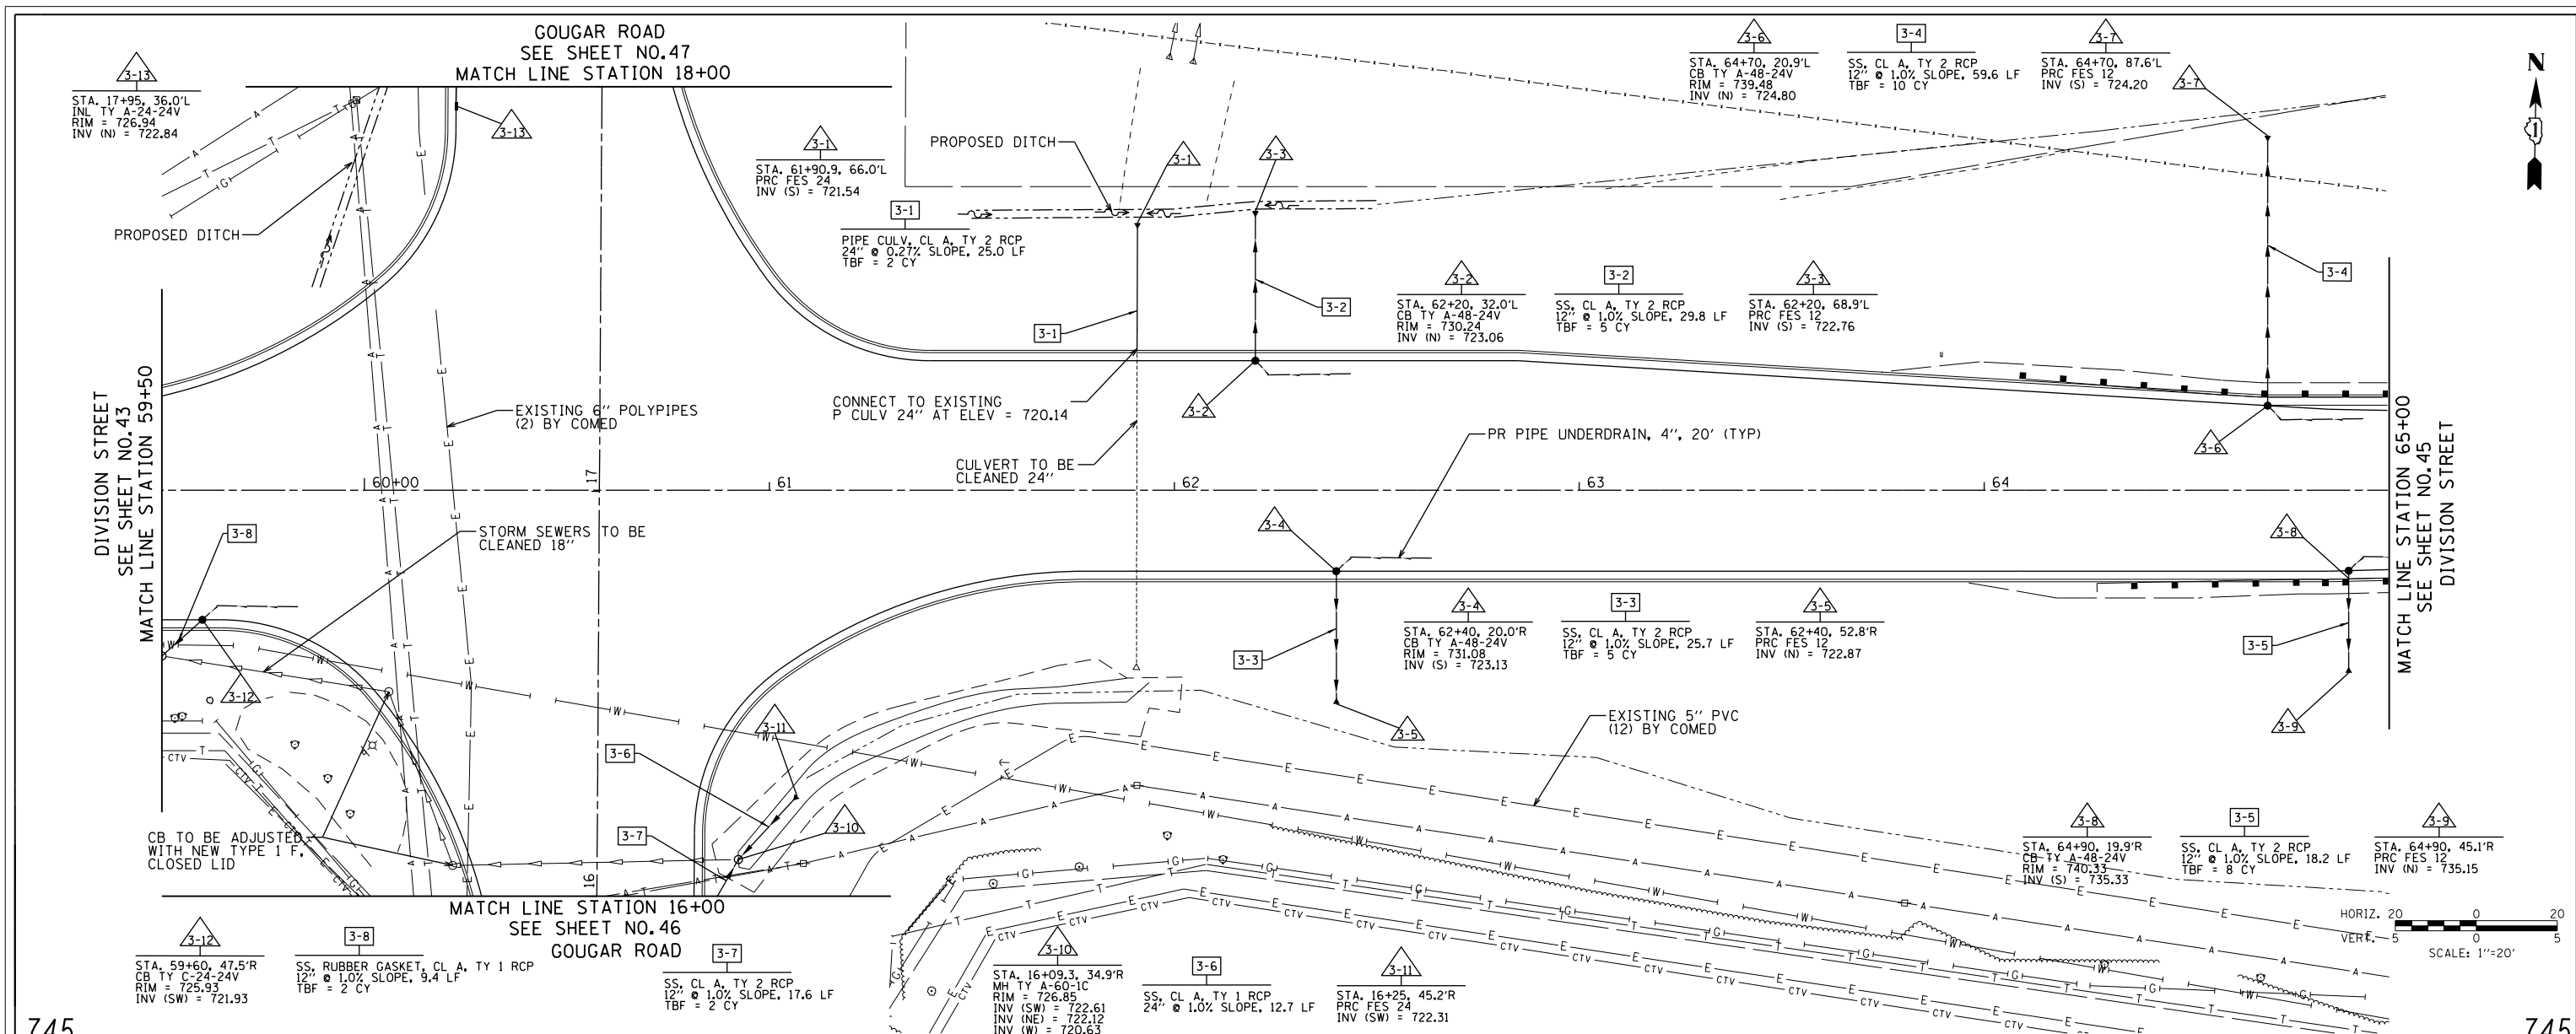 GOUGAR ROAD
SEE SHEET NO.47
MATCH LINE STATION 18+00
3-13
STA. 17+95, 36.0'L
INL TY A-24-24V
RIM = 726.94
INV (N) = 722.84
3-13
3-6
STA. 64+70, 20.9'L
CB TY A-48-24V
RIM = 739.48
INV (N) = 724.80
3-4
SS, CL A, TY 2 RCP
12" @ 1.0% SLOPE, 59.6 LF
TBF = 10 CY
3-7
STA. 64+70, 87.6'L
PRC FES 12
INV (S) = 724.20
3-7
N
1
PROPOSED DITCH
3-1
STA. 61+90.9, 66.0'L
PRC FES 24
INV (S) = 721.54
PROPOSED DITCH
3-1
3-3
3-1
PIPE CULV, CL A, TY 2 RCP
24" @ 0.27% SLOPE, 25.0 LF
TBF = 2 CY
3-1
3-2
3-2
STA. 62+20, 32.0'L
CB TY A-48-24V
RIM = 730.24
INV (N) = 723.06
3-2
SS, CL A, TY 2 RCP
12" @ 1.0% SLOPE, 29.8 LF
TBF = 5 CY
3-3
STA. 62+20, 68.9'L
PRC FES 12
INV (S) = 722.76
3-4
DIVISION STREET
SEE SHEET NO.43
MATCH LINE STATION 59+50
EXISTING 6" POLYPIPES
(2) BY COMED
CONNECT TO EXISTING
P CULV 24" AT ELEV = 720.14
3-2
CULVERT TO BE
CLEANED 24"
PR PIPE UNDERDRAIN, 4", 20' (TYP)
3-6
MATCH LINE STATION 65+00
SEE SHEET NO.45
DIVISION STREET
60+00
17
61
62
63
64
3-8
STORM SEWERS TO BE
CLEANED 18"
3-4
3-8
3-12
3-3
3-4
STA. 62+40, 20.0'R
CB TY A-48-24V
RIM = 731.08
INV (S) = 723.13
3-3
SS, CL A, TY 2 RCP
12" @ 1.0% SLOPE, 25.7 LF
TBF = 5 CY
3-5
STA. 62+40, 52.8'R
PRC FES 12
INV (N) = 722.87
3-5
3-11
3-6
3-5
EXISTING 5" PVC
(12) BY COMED
3-9
CB TO BE ADJUSTED
WITH NEW TYPE 1 F,
CLOSED LID
3-7
3-10
16
3-8
STA. 64+90, 19.9'R
CB TY A-48-24V
RIM = 740.33
INV (S) = 735.33
3-5
SS, CL A, TY 2 RCP
12" @ 1.0% SLOPE, 18.2 LF
TBF = 8 CY
3-9
STA. 64+90, 45.1'R
PRC FES 12
INV (N) = 735.15
MATCH LINE STATION 16+00
SEE SHEET NO.46
GOUGAR ROAD
HORIZ. 20 0 20
VERT. 5 5
SCALE: 1"=20'
3-12
STA. 59+60, 47.5'R
CB TY C-24-24V
RIM = 725.93
INV (SW) = 721.93
3-8
SS, RUBBER GASKET, CL A, TY 1 RCP
12" @ 1.0% SLOPE, 9.4 LF
TBF = 2 CY
3-7
SS, CL A, TY 2 RCP
12" @ 1.0% SLOPE, 17.6 LF
TBF = 2 CY
3-10
STA. 16+09.3, 34.9'R
MH TY A-60-1C
RIM = 726.85
INV (SW) = 722.61
INV (NE) = 722.12
INV (W) = 720.63
3-6
SS, CL A, TY 1 RCP
24" @ 1.0% SLOPE, 12.7 LF
3-11
STA. 16+25, 45.2'R
PRC FES 24
INV (SW) = 722.31
745
745